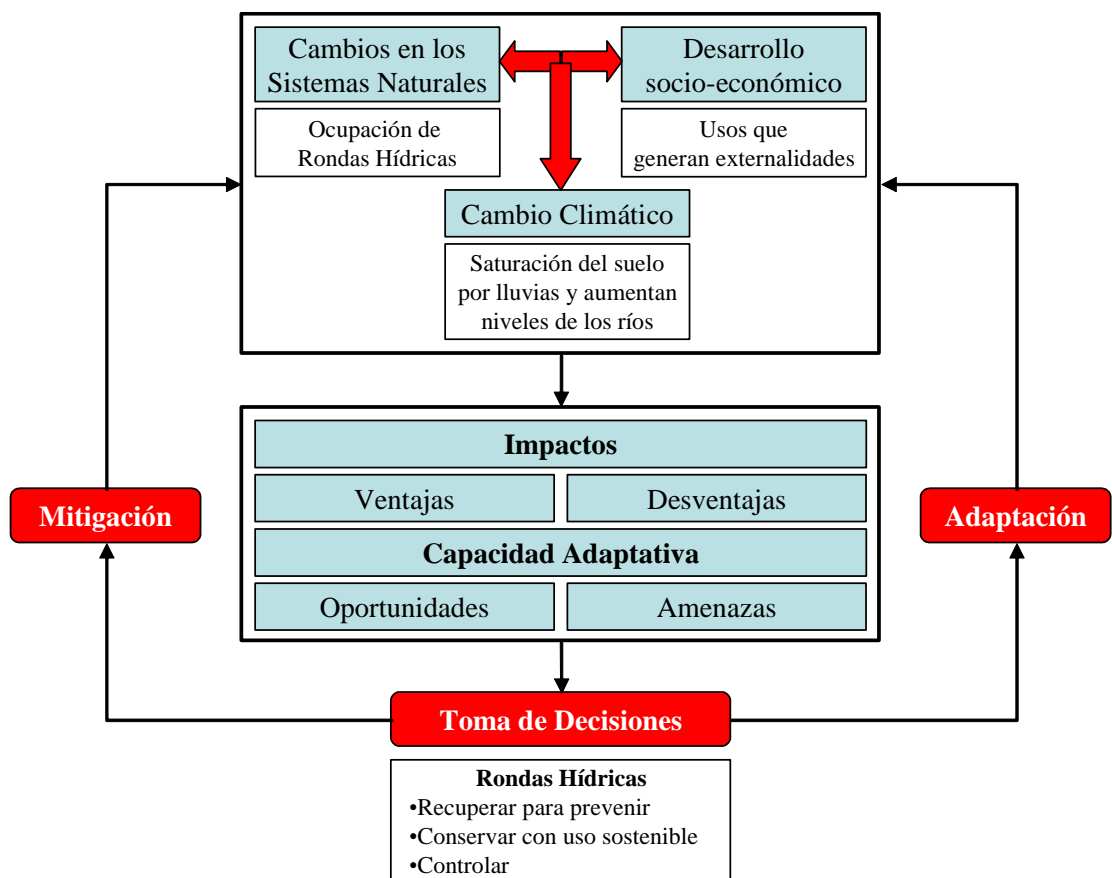 Cambios en los
Sistemas Naturales
Desarrollo
socio-económico
Ocupación de
Rondas Hídricas
Usos que
generan externalidades
Cambio Climático
Saturación del suelo
por lluvias y aumentan
niveles de los ríos
Impactos
Ventajas
Desventajas
Mitigación
Adaptación
Capacidad Adaptativa
Oportunidades
Amenazas
Toma de Decisiones
Rondas Hídricas
•Recuperar para prevenir
•Conservar con uso sostenible
•Controlar